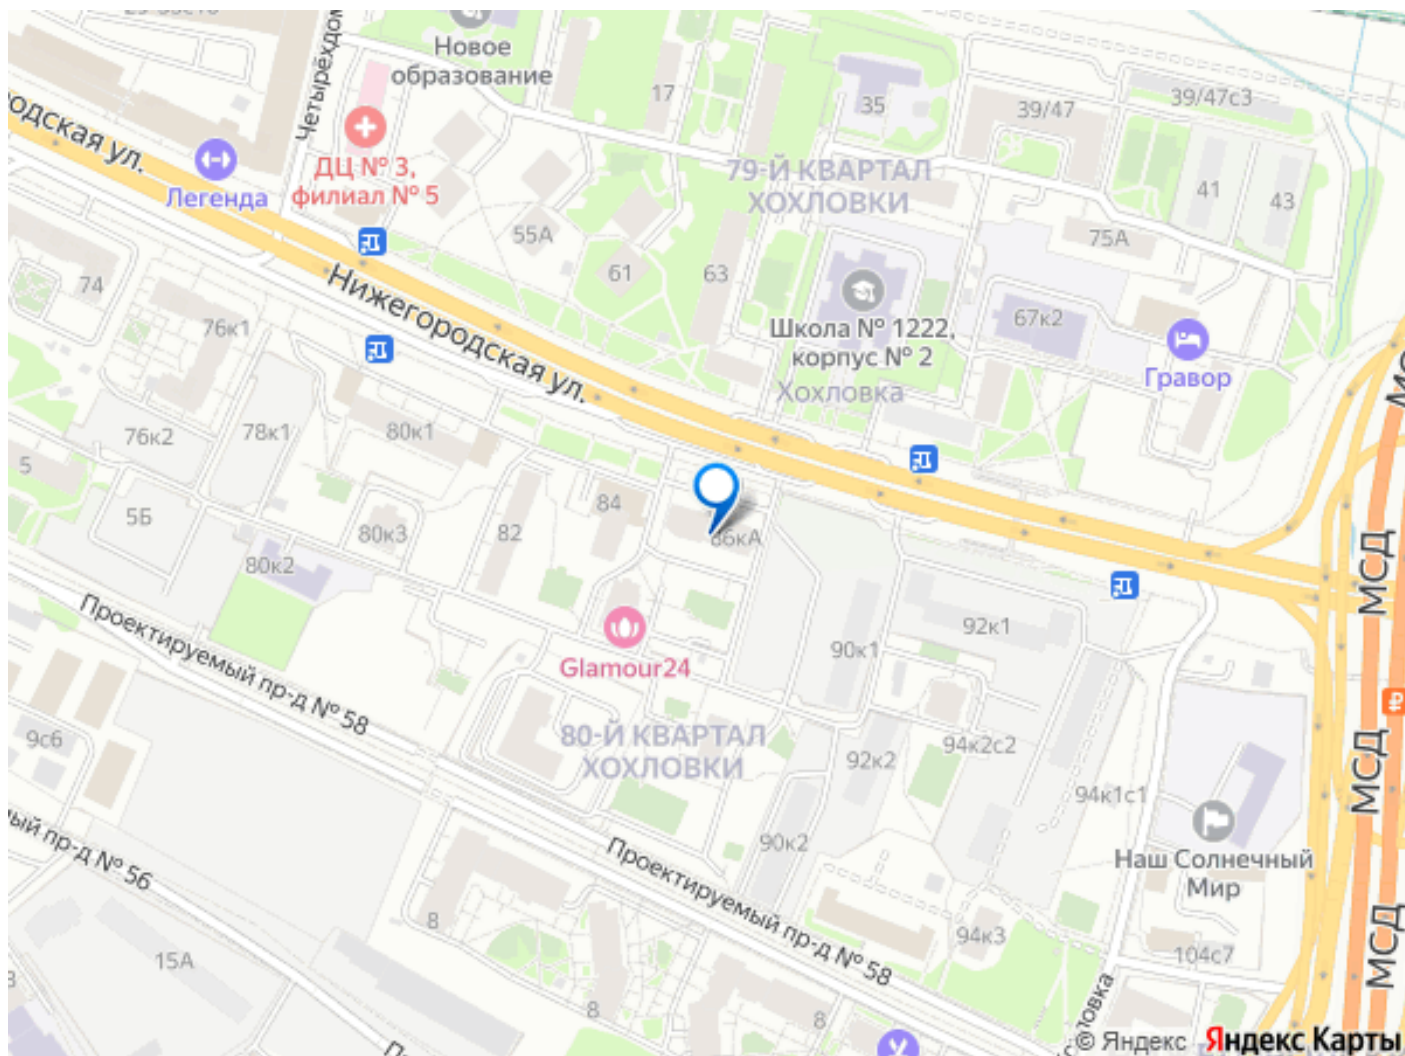 Четырёхдом
Новое
образование
17
35
39/47
39/47с3
ДЦ № 3,
филиал № 5
Легенда
79-Й КВАРТАЛ
ХОХЛОВКИ
41
43
55А
61
63
75А
74
76к1
Нижегородская ул.
Школа № 1222,
корпус № 2
Хохловка
67к2
Гравор
76к2
78к1
80к1
5
5Б
80к3
80к2
82
84
86кА
МСД
Проектируемый пр-д № 58
Glamour24
90к1
92к1
80-Й КВАРТАЛ
ХОХЛОВКИ
9с6
92к2
94к2с2
94к1с1
МСД
90к2
Наш Солнечный
Мир
Проектируемый пр-д № 58
пр-д № 56
8
94к3
104с7
15А
8
8
МСД
© Яндекс
Яндекс Карты